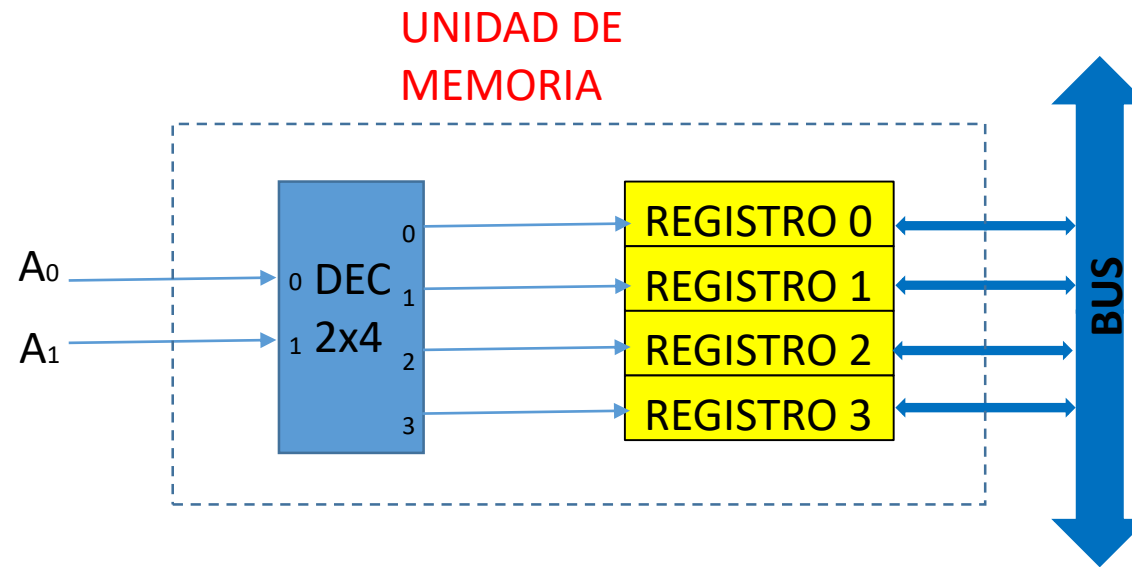 UNIDAD DE
MEMORIA
A0
A1
0 DEC
1 2x4
0
1
2
3
REGISTRO 0
REGISTRO 1
REGISTRO 2
REGISTRO 3
BUS